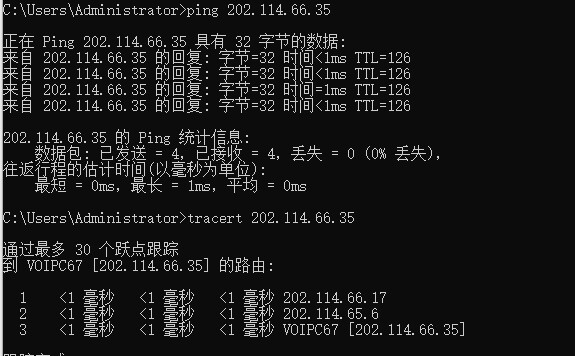 C:\Users\Administrator>ping 202.114.66.35
正在 Ping 202.114.66.35 具有 32 字节的数据:
来自 202.114.66.35 的回复: 字节=32 时间<1ms TTL=126
来自 202.114.66.35 的回复: 字节=32 时间<1ms TTL=126
来自 202.114.66.35 的回复: 字节=32 时间=1ms TTL=126
来自 202.114.66.35 的回复: 字节=32 时间<1ms TTL=126
202.114.66.35 的 Ping 统计信息:
数据包: 已发送 = 4, 已接收 = 4, 丢失 = 0 (0% 丢失),
往返行程的估计时间(以毫秒为单位):
最短 = 0ms, 最长 = 1ms, 平均 = 0ms
C:\Users\Administrator>tracert 202.114.66.35
通过最多 30 个跃点跟踪
到 VOIPC67 [202.114.66.35] 的路由:
1 <1 毫秒 <1 毫秒 <1 毫秒 202.114.66.17
2 <1 毫秒 <1 毫秒 <1 毫秒 202.114.65.6
3 <1 毫秒 <1 毫秒 <1 毫秒 VOIPC67 [202.114.66.35]